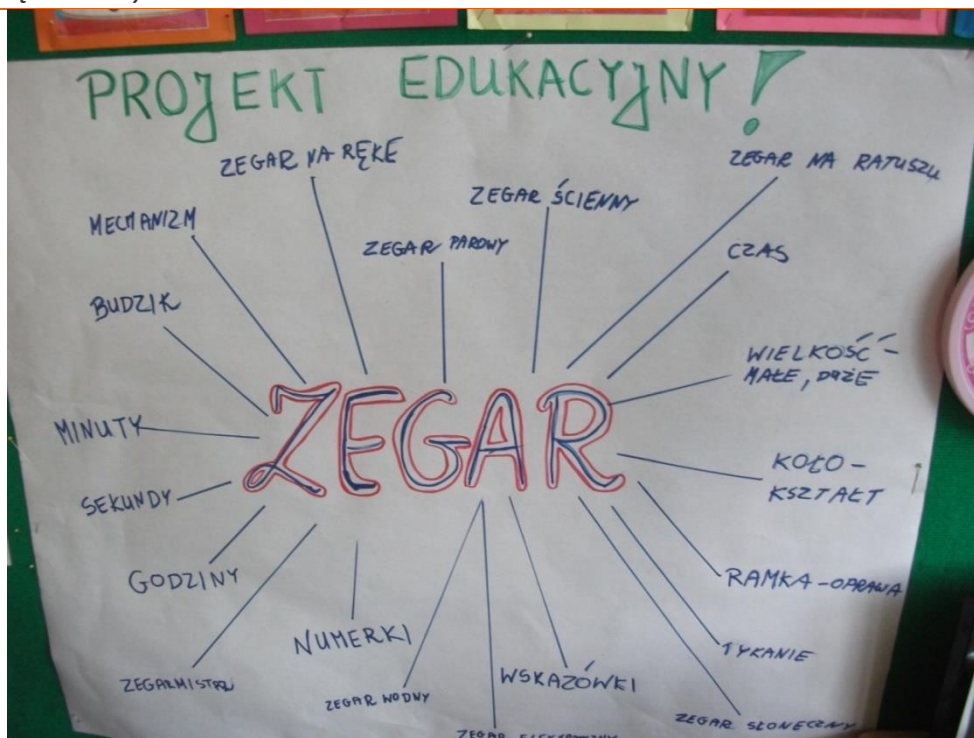 PROJEKT EDUKACYJNY!
ZEGAR NA RĘKE
ZEGAR NA RATUSZU
ZEGAR ŚCIENNY
MECHANIZM
ZEGAR PAROWY
CZAS
BUDZIK
WIELKOŚĆ -
MAŁE, DUŻE
ZEGAR
MINUTY
KOŁO -
KSZTAŁT
SEKUNDY
GODZINY
RAMKA - OPRAWA
NUMERKI
TYKANIE
ZEGARMISTRZ
ZEGAR WODNY
WSKAZÓWKI
ZEGAR SŁONECZNY
ZEGAR